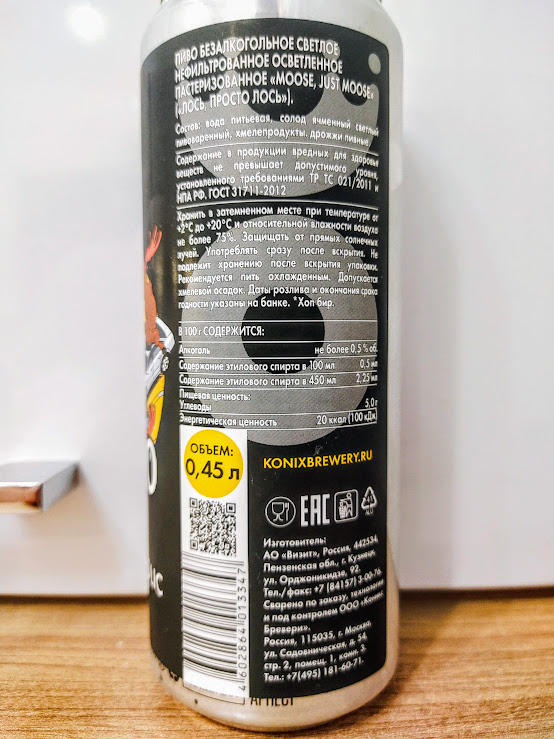 ПИВО БЕЗАЛКОГОЛЬНОЕ СВЕТЛОЕ
НЕФИЛЬТРОВАННОЕ ОСВЕТЛЕННОЕ
ПАСТЕРИЗОВАННОЕ «MOOSE, JUST MOOSE»
(«ЛОСЬ, ПРОСТО ЛОСЬ»).
Состав: вода питьевая, солод ячменный светлый
пивоваренный, хмелепродукты, дрожжи пивные
Содержание в продукции вредных для здоровья
веществ не превышает допустимого уровня,
установленного требованиями ТР ТС 021/2011 и
НПА РФ. ГОСТ 31711-2012
Хранить в затемненном месте при температуре от
+2°С до +20°С и относительной влажности воздуха
не более 75%. Защищать от прямых солнечных
лучей. Употребить сразу после вскрытия. Не
подлежит хранению после вскрытия упаковки.
Рекомендуется пить охлажденным. Допускается
хмелевой осадок. Даты розлива и окончания срока
годности указаны на банке. *Хоп бир.
В 100 г СОДЕРЖИТСЯ:
Алкоголь не более 0,5 % об.
Содержание этилового спирта в 100 мл 0,5 мл
Содержание этилового спирта в 450 мл 2,25 мл
Пищевая ценность:
Углеводы 5,0 г
Энергетическая ценность 20 ккал (100 кДж)
ОБЪЕМ:
0,45 л
KONIXBREWERY.RU
EAC
Изготовитель:
АО «Визит», Россия, 442534,
Пензенская обл., г. Кузнецк,
ул. Орджоникидзе, 92.
Тел./факс: +7 (84157) 3-00-76.
Сварено по заказу, технологии
и под контролем ООО «Коникс
Бревери».
Россия, 115035, г. Москва,
ул. Садовническая, д. 54,
стр. 2, помещ. 1, комн. 3.
Тел.: +7(495) 181-60-71.
4602864013347